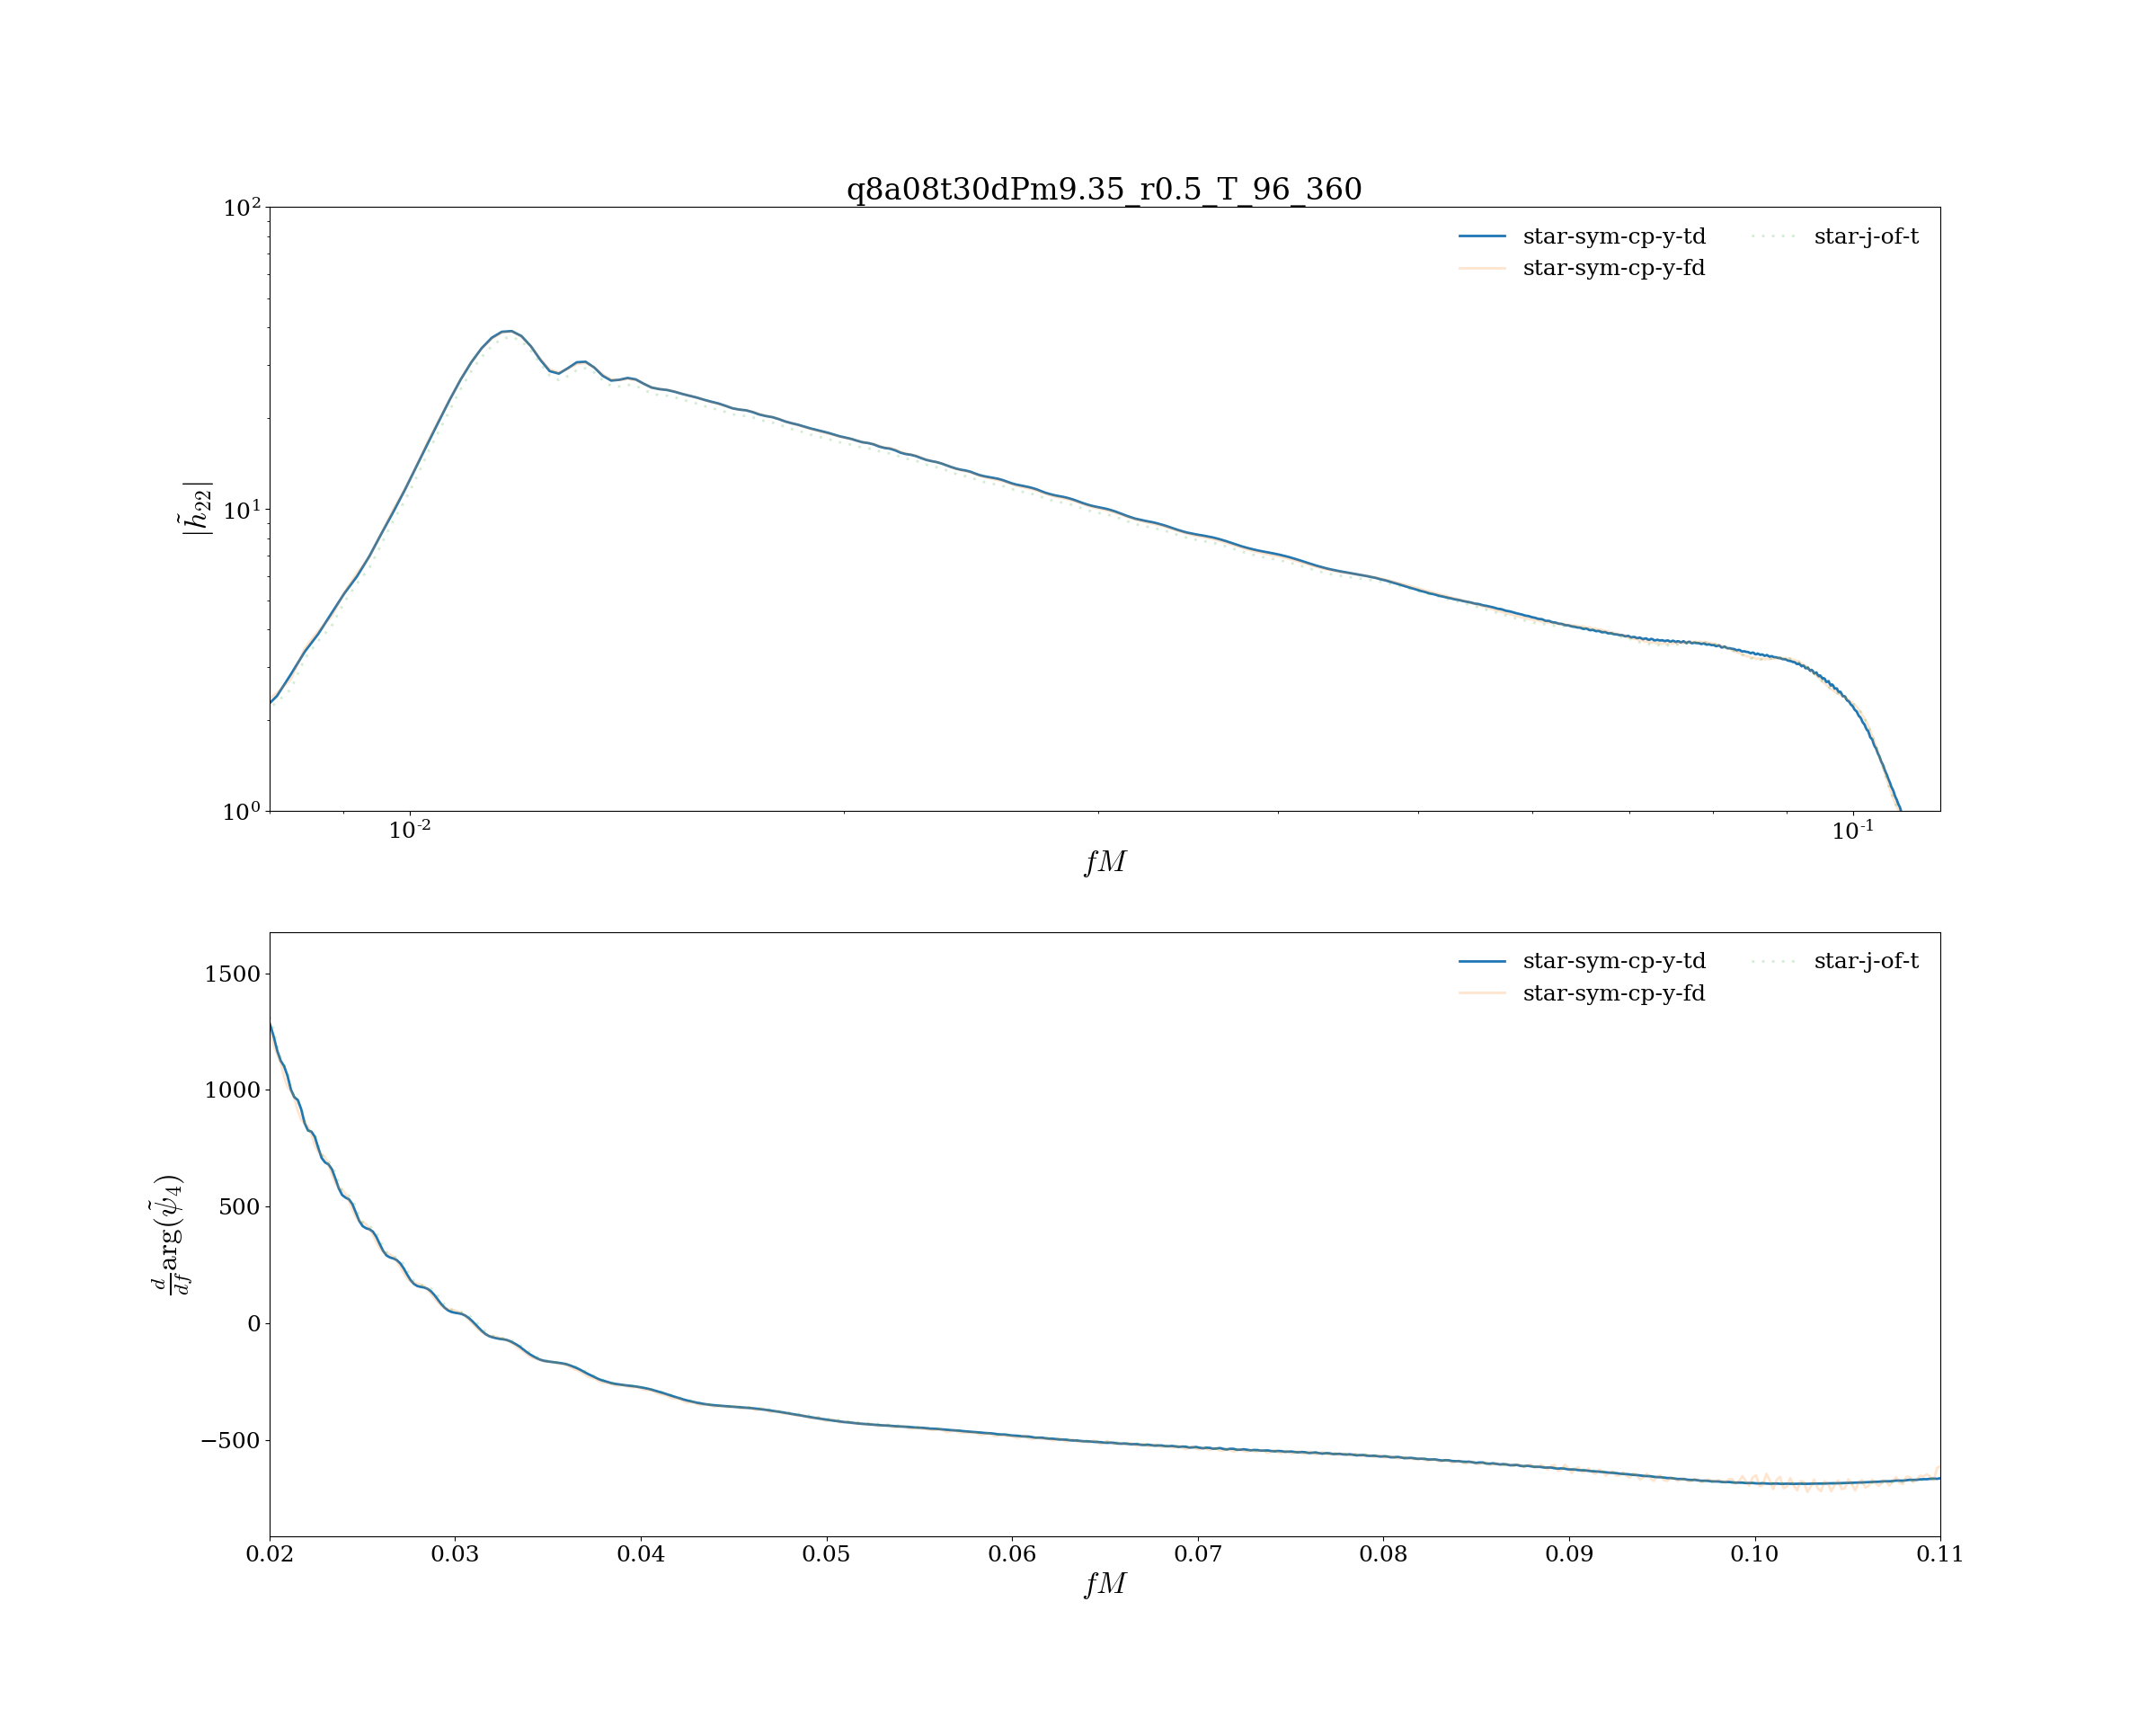 q8a08t30dPm9.35_r0.5_T_96_360
10²
10¹
10⁰
|h̃₂₂|
star-sym-cp-y-td
star-sym-cp-y-fd
star-j-of-t
10⁻²
10⁻¹
fM
1500
1000
500
0
−500
d/df arg(ψ̃₄)
star-sym-cp-y-td
star-sym-cp-y-fd
star-j-of-t
0.02 0.03 0.04 0.05 0.06 0.07 0.08 0.09 0.10 0.11
fM